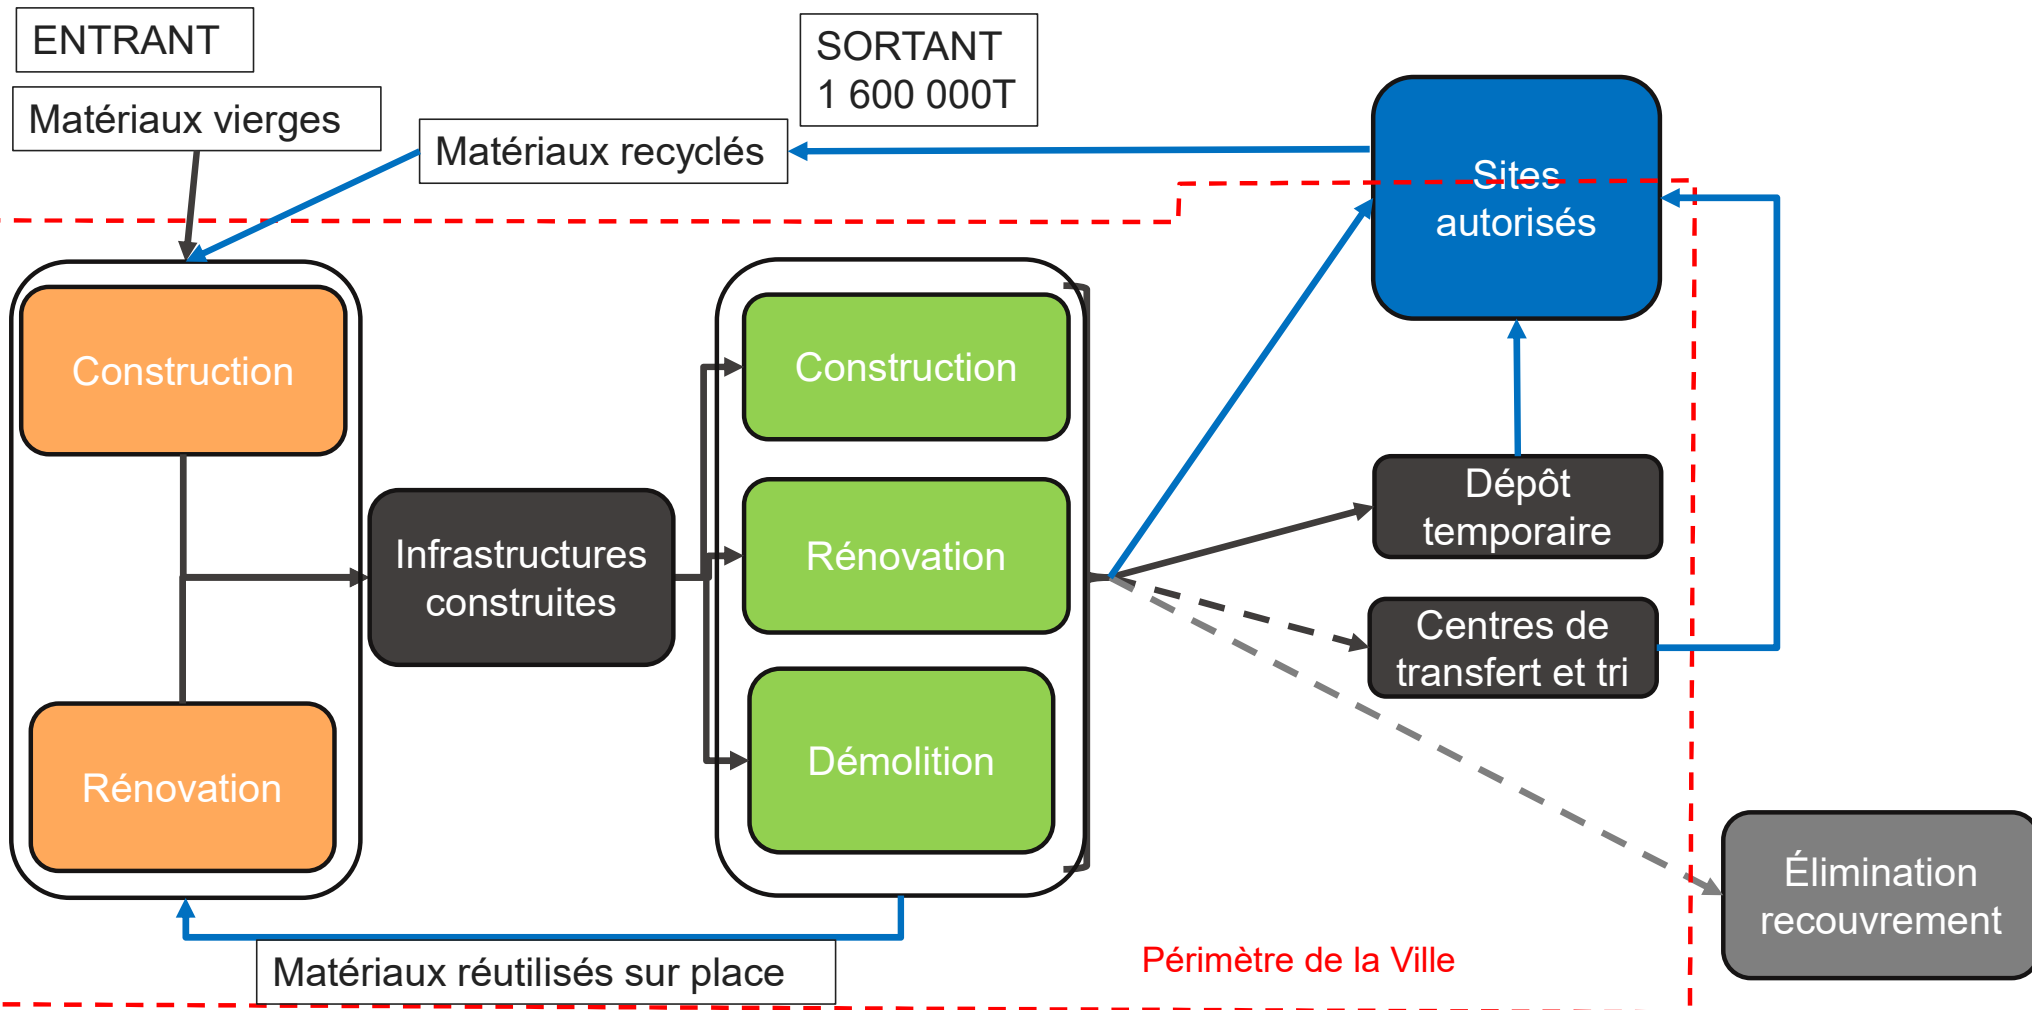 ENTRANT
Matériaux vierges
SORTANT
1 600 000T
Matériaux recyclés
Sites
autorisés
Construction
Rénovation
Infrastructures
construites
Construction
Rénovation
Démolition
Dépôt
temporaire
Centres de
transfert et tri
Élimination
recouvrement
Matériaux réutilisés sur place
Périmètre de la Ville